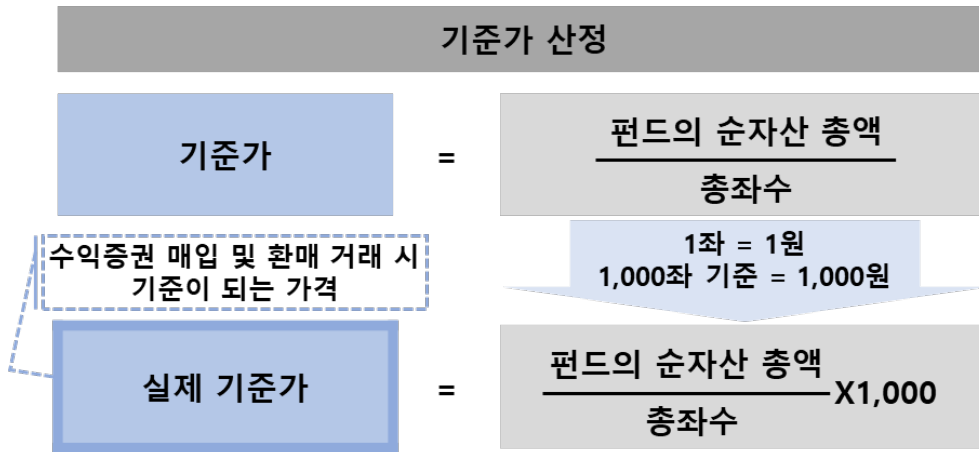 기준가 산정
기준가
=
펀드의 순자산 총액
총좌수
수익증권 매입 및 환매 거래 시
기준이 되는 가격
1좌 = 1원
1,000좌 기준 = 1,000원
실제 기준가
=
펀드의 순자산 총액
총좌수
X1,000